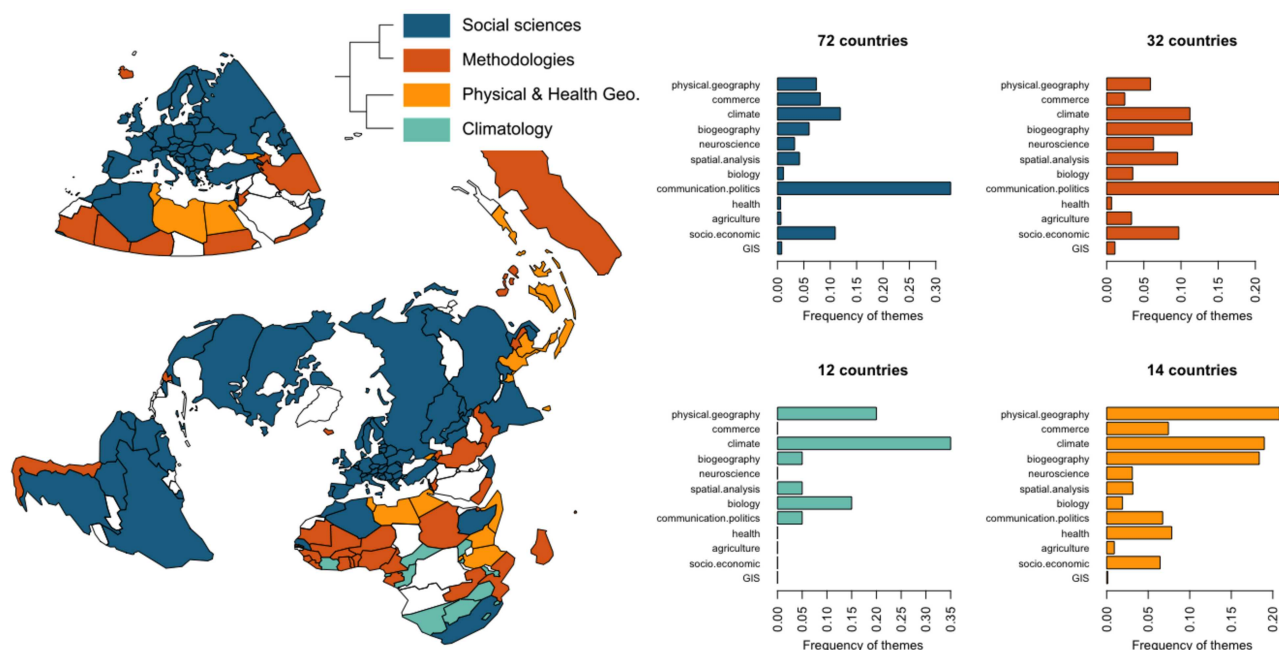 Social sciences
Methodologies
Physical & Health Geo.
Climatology
72 countries
physical.geography
commerce
climate
biogeography
neuroscience
spatial.analysis
biology
communication.politics
health
agriculture
socio.economic
GIS
0.00
0.05
0.10
0.15
0.20
0.25
0.30
Frequency of themes
32 countries
physical.geography
commerce
climate
biogeography
neuroscience
spatial.analysis
biology
communication.politics
health
agriculture
socio.economic
GIS
0.00
0.05
0.10
0.15
0.20
Frequency of themes
12 countries
physical.geography
commerce
climate
biogeography
neuroscience
spatial.analysis
biology
communication.politics
health
agriculture
socio.economic
GIS
0.00
0.05
0.10
0.15
0.20
0.25
0.30
0.35
Frequency of themes
14 countries
physical.geography
commerce
climate
biogeography
neuroscience
spatial.analysis
biology
communication.politics
health
agriculture
socio.economic
GIS
0.00
0.05
0.10
0.15
0.20
Frequency of themes